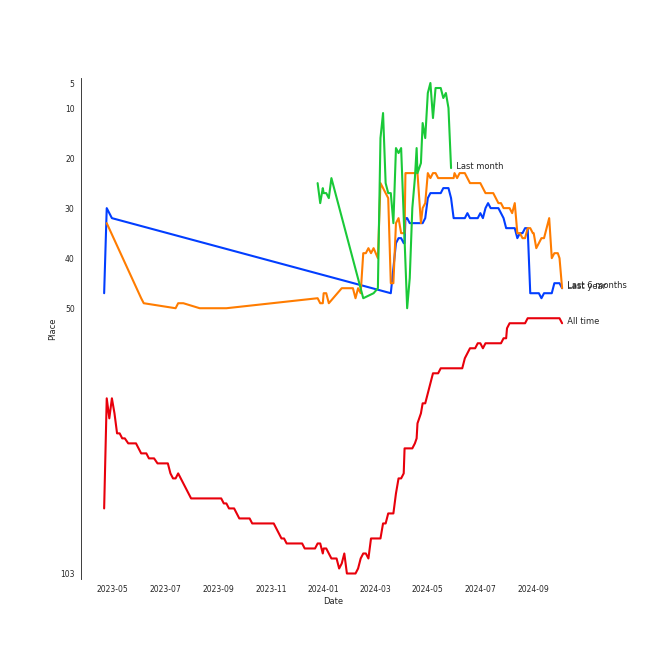 5
10
20
30
40
50
103
Place
2023-05
2023-07
2023-09
2023-11
2024-01
2024-03
2024-05
2024-07
2024-09
Date
Last month
Last 6 months
Last year
All time